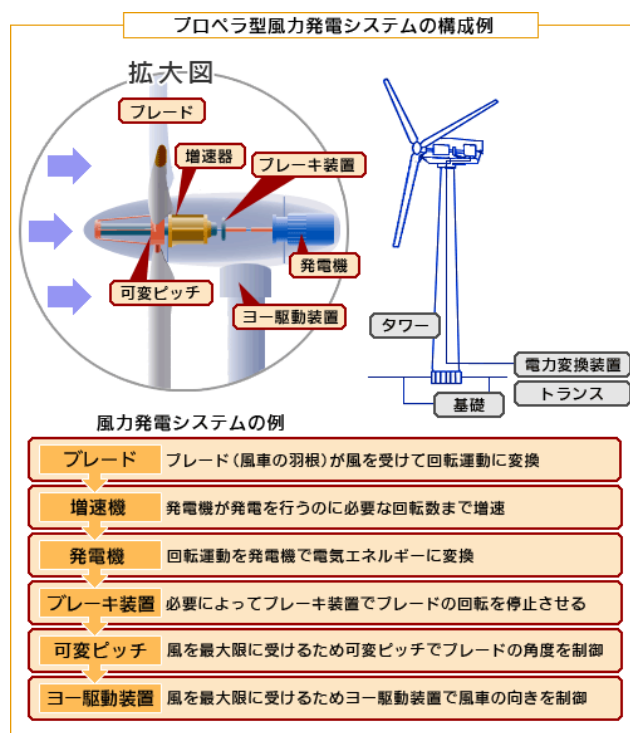 プロペラ型風力発電システムの構成例
拡大図
ブレード
増速器
ブレーキ装置
発電機
可変ピッチ
ヨー駆動装置
タワー
電力変換装置
トランス
基礎
風力発電システムの例
ブレード ブレード(風車の羽根)が風を受けて回転運動に変換
増速機 発電機が発電を行うのに必要な回転数まで増速
発電機 回転運動を発電機で電気エネルギーに変換
ブレーキ装置 必要によってブレーキ装置でブレードの回転を停止させる
可変ピッチ 風を最大限に受けるため可変ピッチでブレードの角度を制御
ヨー駆動装置 風を最大限に受けるためヨー駆動装置で風車の向きを制御